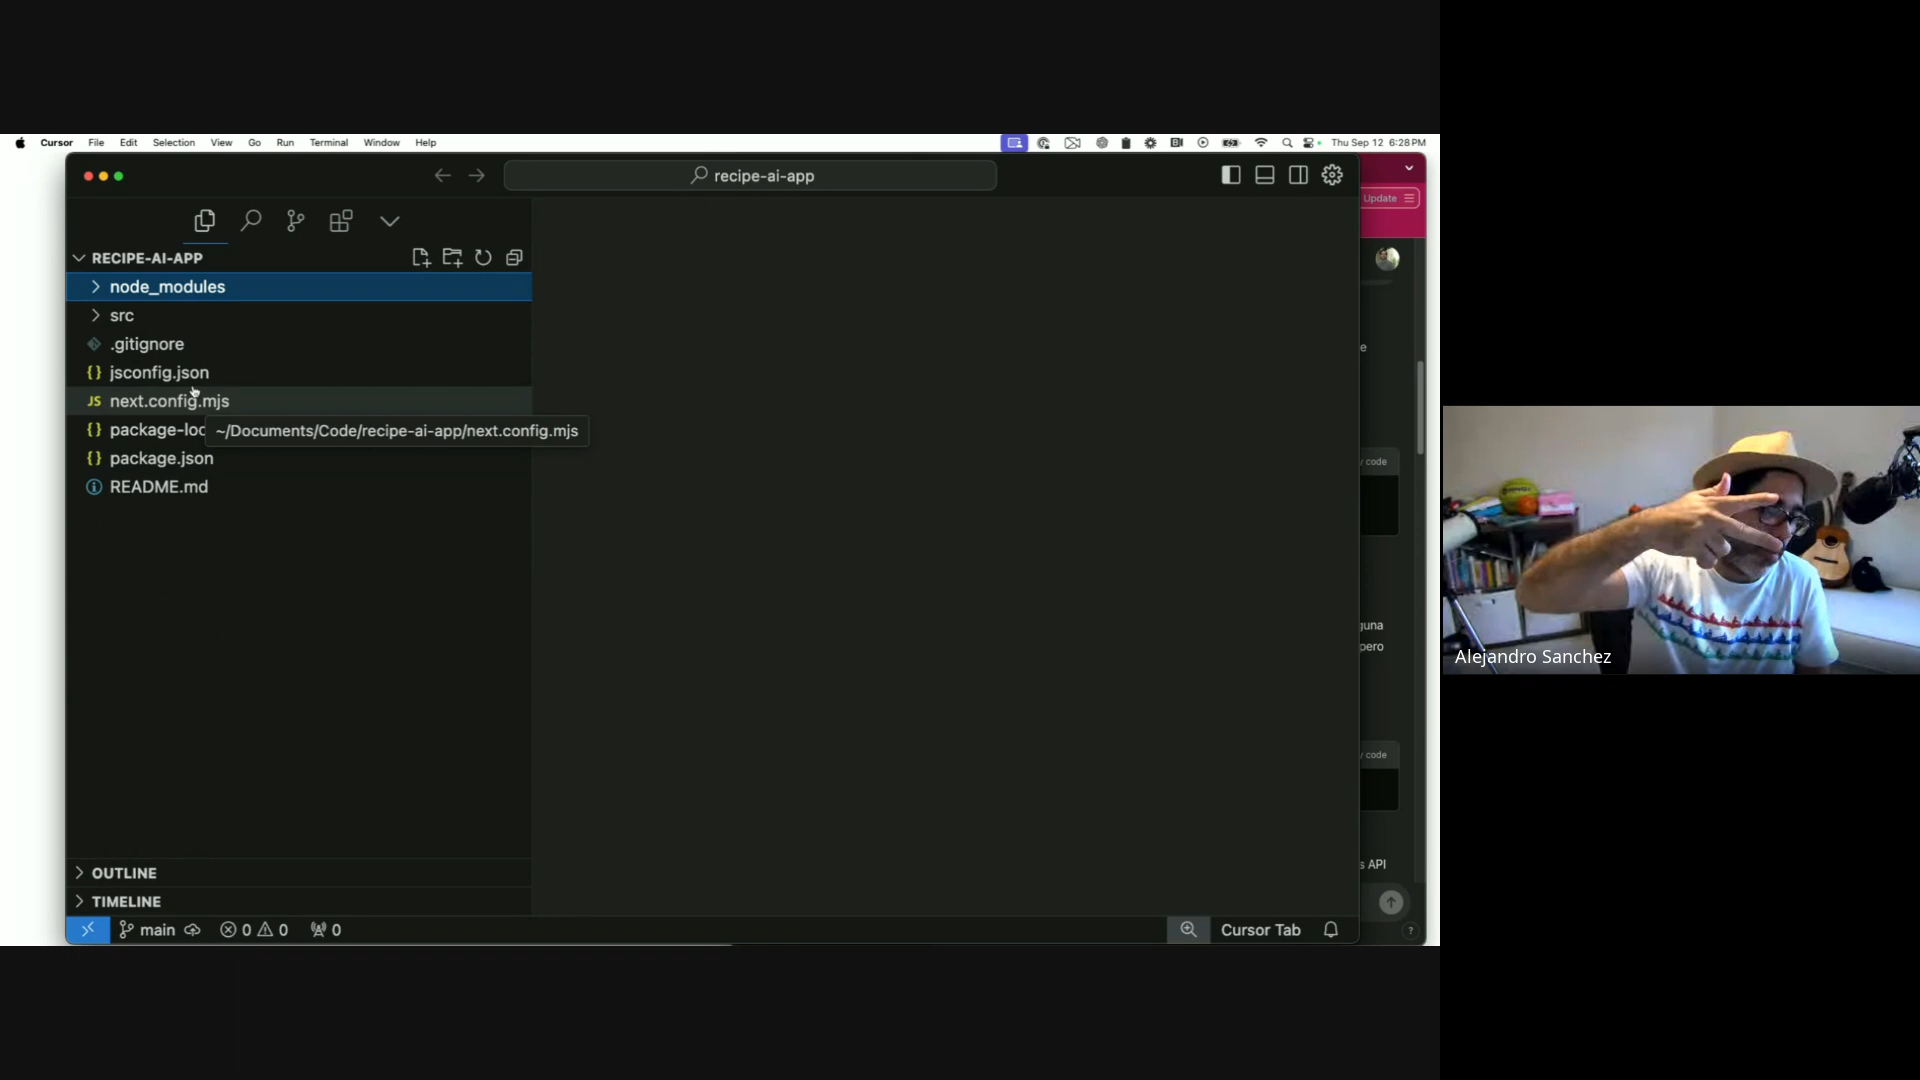 Cursor File Edit Selection View Go Run Terminal Window Help
Thu Sep 12 6:28 PM
recipe-ai-app
Update
RECIPE-AI-APP
node_modules
src
.gitignore
{} jsconfig.json
JS next.config.mjs
{} package-loc
~/Documents/Code/recipe-ai-app/next.config.mjs
{} package.json
README.md
e
code
guna
pero
code
s API
?
Alejandro Sanchez
OUTLINE
TIMELINE
main 0 0 0
Cursor Tab